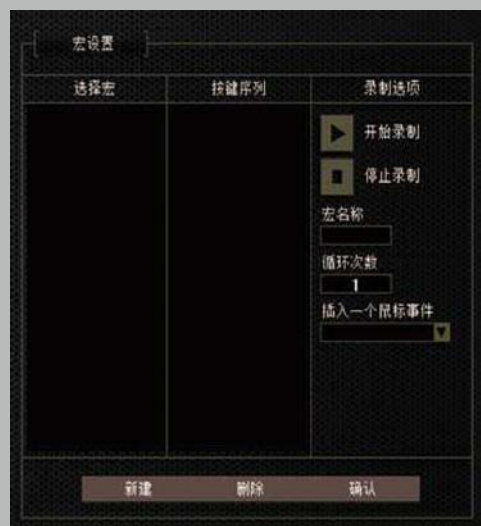 宏设置
选择宏 按键序列 录制选项
开始录制
停止录制
宏名称
循环次数
1
插入一个鼠标事件
新建 删除 确认